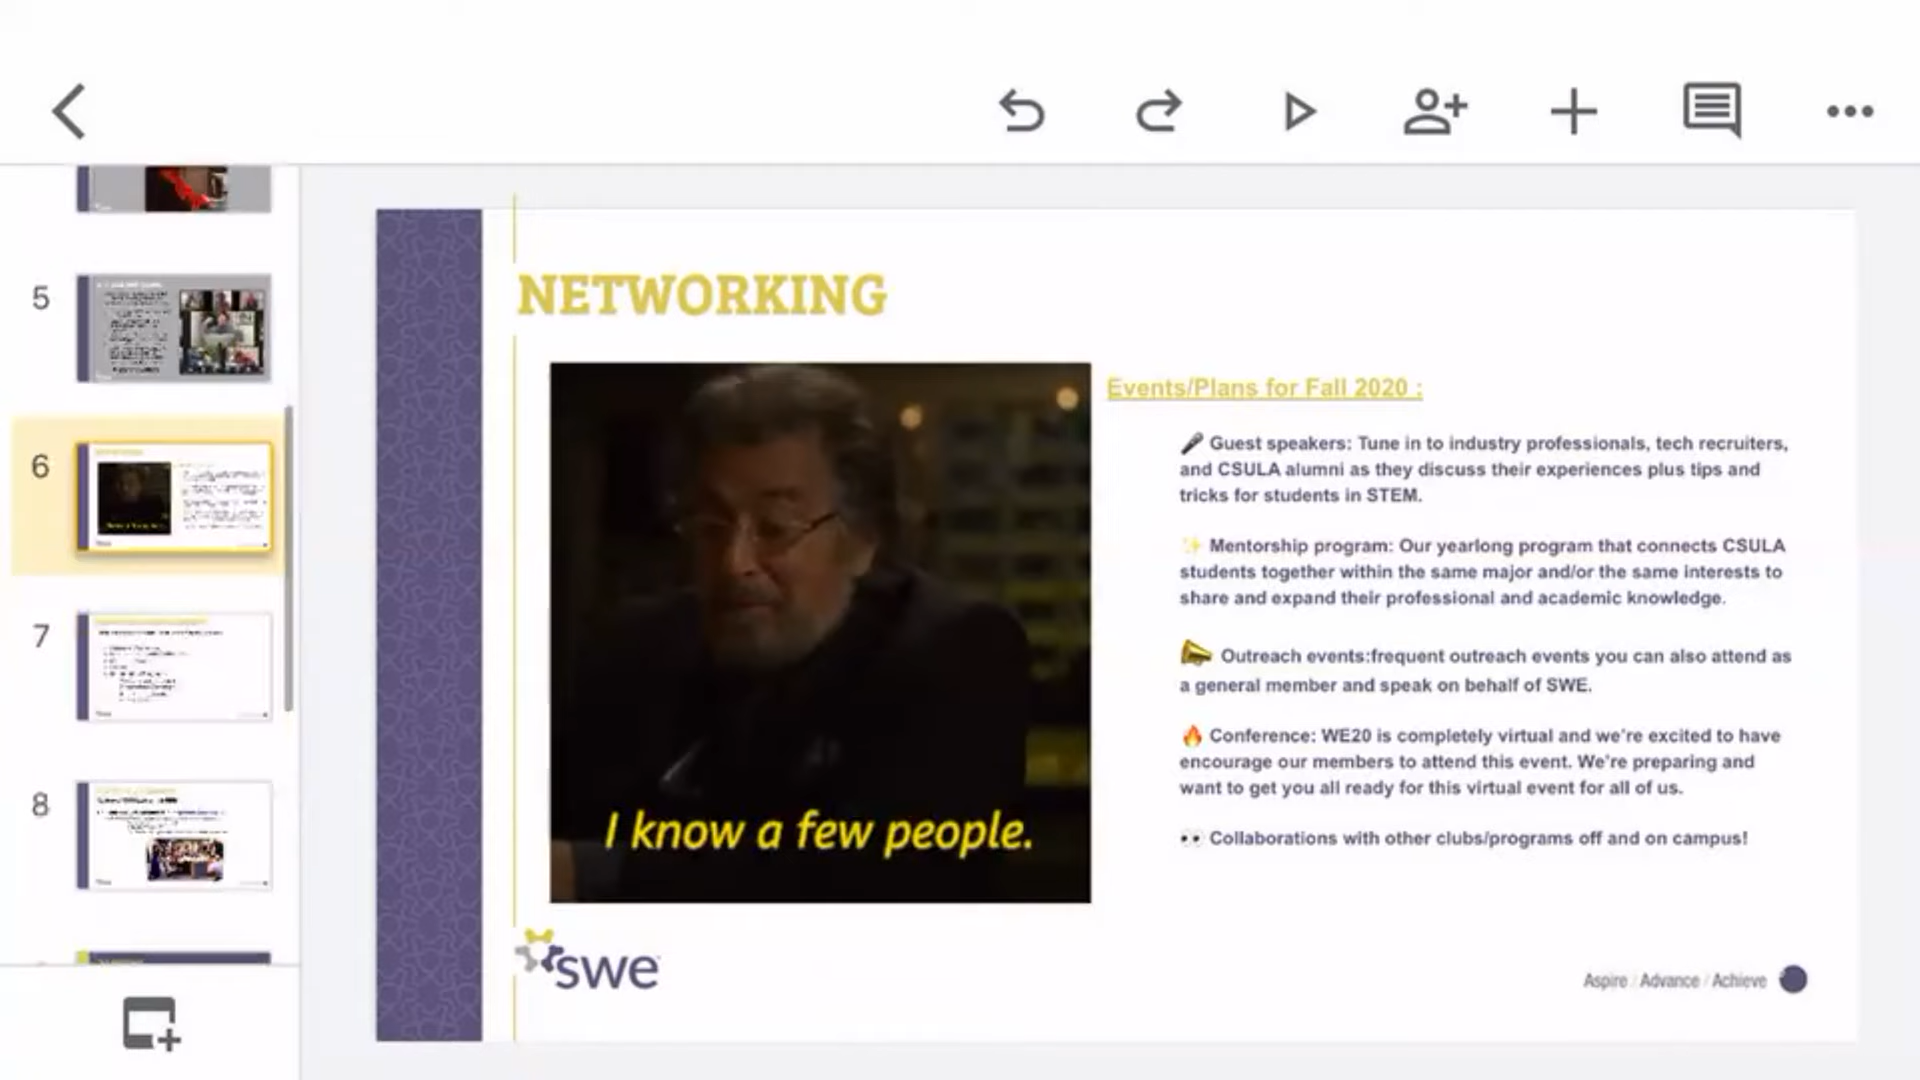 NETWORKING
I know a few people.
Events/Plans for Fall 2020 :
🎤 Guest speakers: Tune in to industry professionals, tech recruiters,
and CSULA alumni as they discuss their experiences plus tips and
tricks for students in STEM.
✨ Mentorship program: Our yearlong program that connects CSULA
students together within the same major and/or the same interests to
share and expand their professional and academic knowledge.
📣 Outreach events:frequent outreach events you can also attend as
a general member and speak on behalf of SWE.
🔥 Conference: WE20 is completely virtual and we're excited to have
encourage our members to attend this event. We're preparing and
want to get you all ready for this virtual event for all of us.
👀 Collaborations with other clubs/programs off and on campus!
swe
Aspire / Advance / Achieve
5
6
7
8